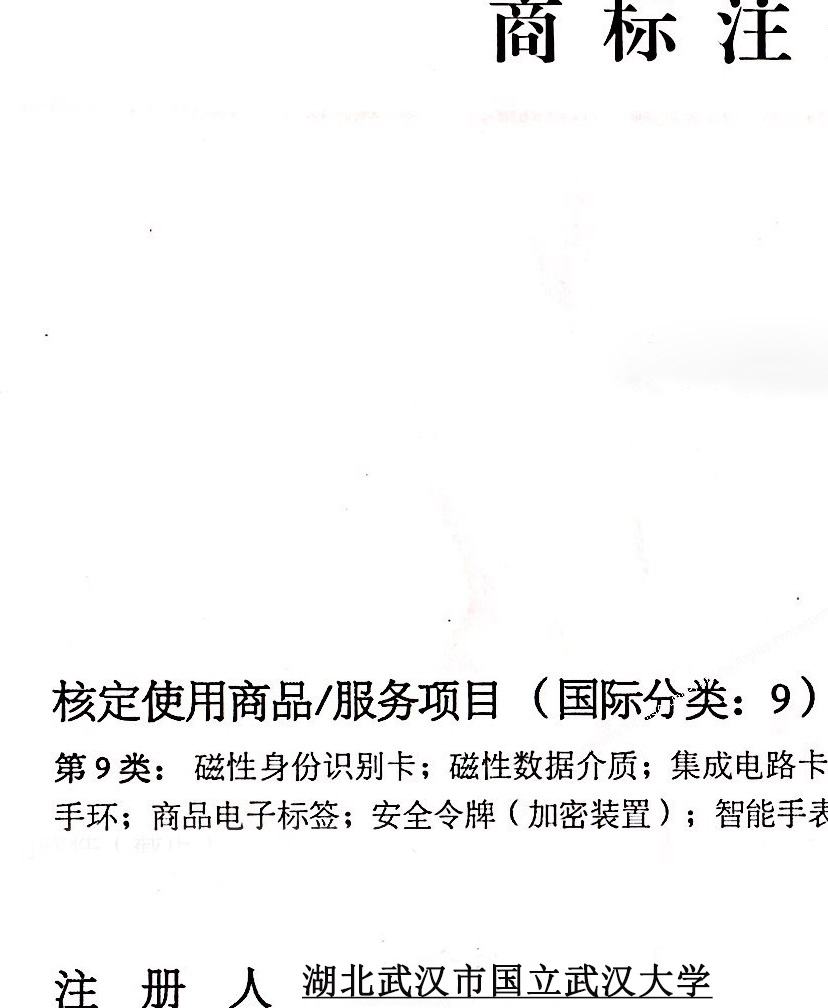 商标注
核定使用商品/服务项目（国际分类：9）
第9类：磁性身份识别卡；磁性数据介质；集成电路卡
手环；商品电子标签；安全令牌（加密装置）；智能手表
注册人 湖北武汉市国立武汉大学